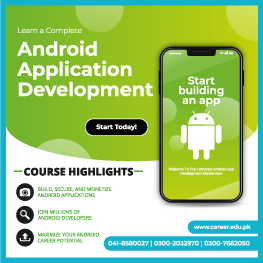 Learn a Complete
Android
Application
Development
Start Today!
Start
building
an app
Welcome To The Complete Android App
Development Masterclass
COURSE HIGHLIGHTS
BUILD, SECURE, AND MONETIZE
ANDROID APPLICATIONS
JOIN MILLIONS OF
ANDROID DEVELOPERS
MAXIMIZE YOUR ANDROID
CAREER POTENTIAL
www.career.edu.pk
041-8580027 | 0300-2032970 | 0300-7662050